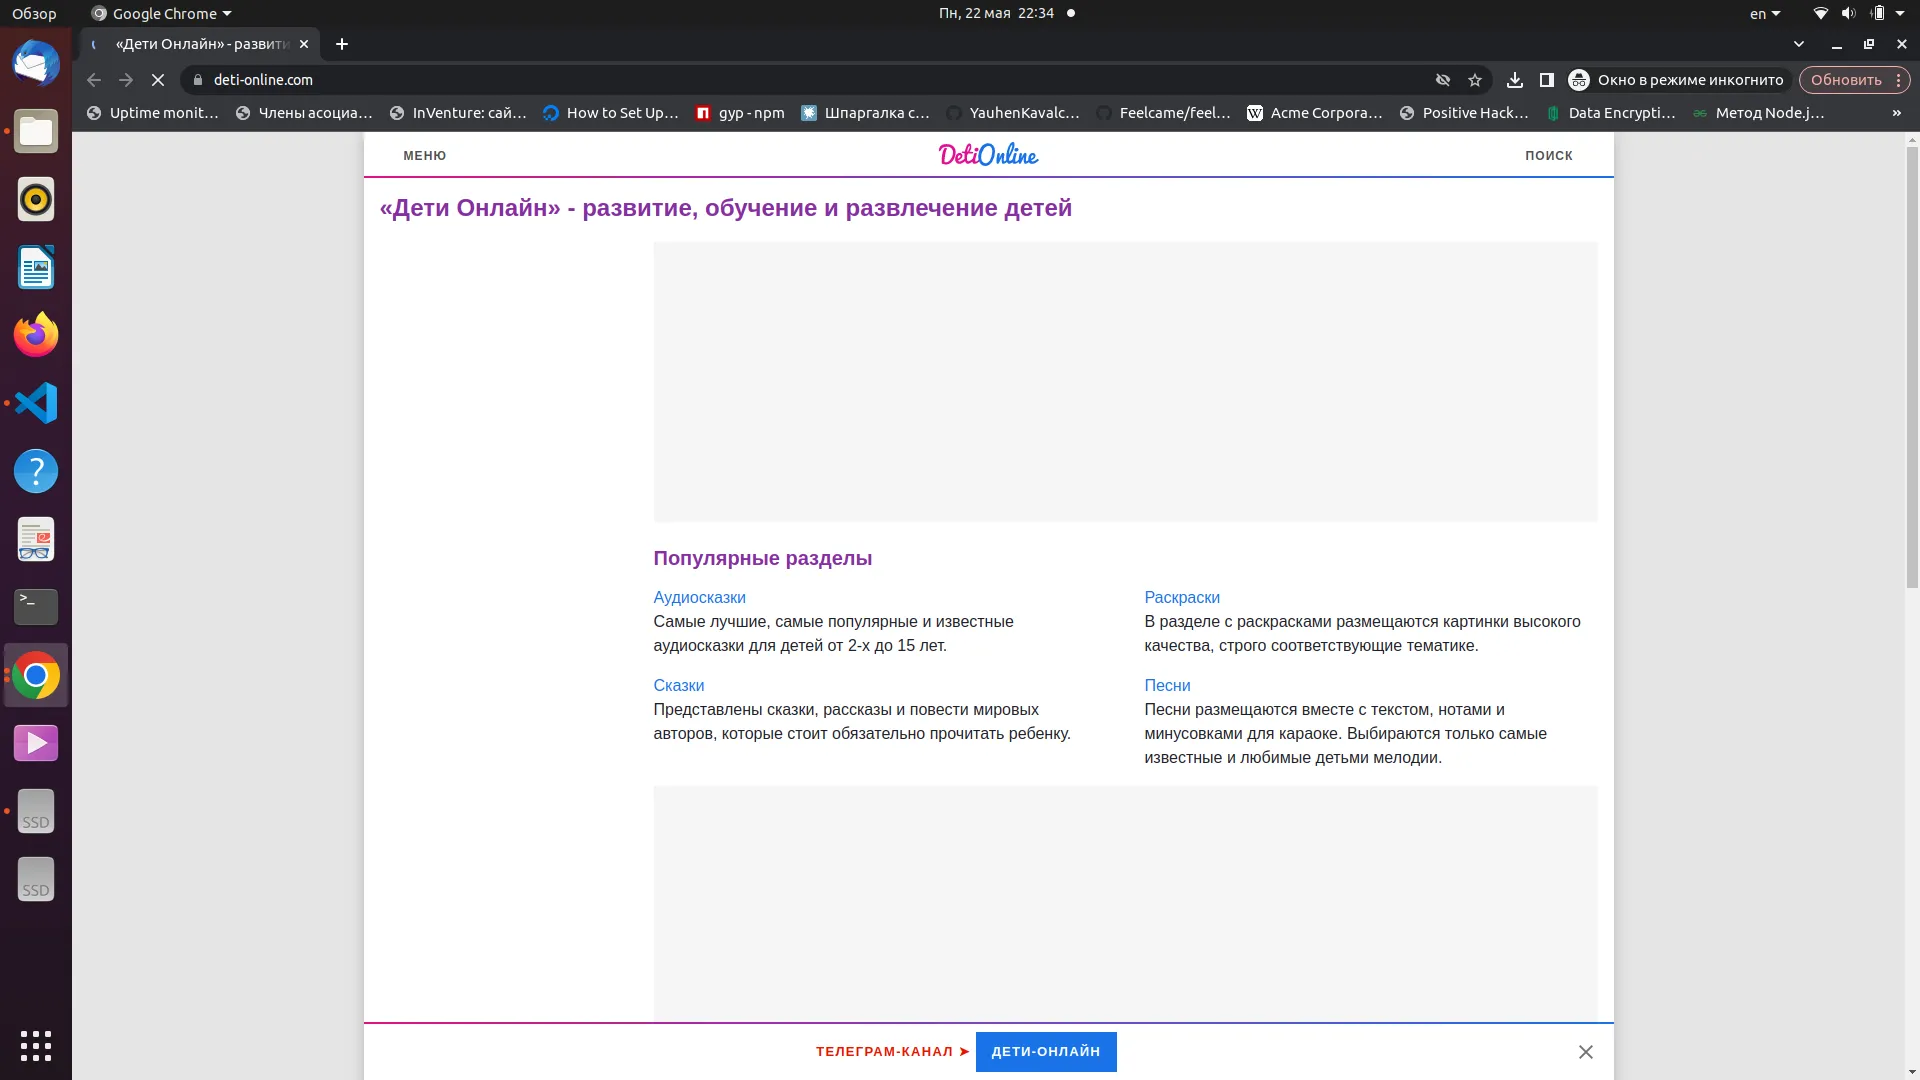 Обзор
Google Chrome
Пн, 22 мая 22:34
en
«Дети Онлайн» - развити
deti-online.com
Окно в режиме инкогнито
Обновить
Uptime monit…
Члены асоциа…
InVenture: сай…
How to Set Up…
gyp - npm
Шпаргалка с…
YauhenKavalc…
Feelcame/feel…
Acme Corpora…
Positive Hack…
Data Encrypti…
Метод Node.j…
»
МЕНЮ
DetiOnline
ПОИСК
«Дети Онлайн» - развитие, обучение и развлечение детей
Популярные разделы
Аудиосказки
Самые лучшие, самые популярные и известные
аудиосказки для детей от 2-х до 15 лет.
Раскраски
В разделе с раскрасками размещаются картинки высокого
качества, строго соответствующие тематике.
Сказки
Представлены сказки, рассказы и повести мировых
авторов, которые стоит обязательно прочитать ребенку.
Песни
Песни размещаются вместе с текстом, нотами и
минусовками для караоке. Выбираются только самые
известные и любимые детьми мелодии.
SSD
SSD
ТЕЛЕГРАМ-КАНАЛ ➤
ДЕТИ-ОНЛАЙН